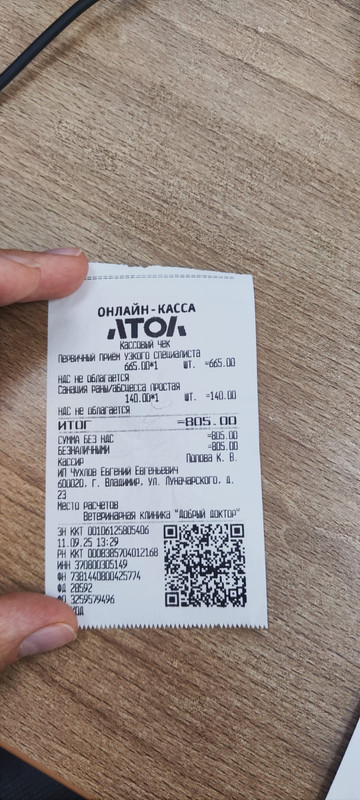 ОНЛАЙН-КАССА
АТОЛ
Кассовый чек
Первичный прием узкого специалиста
665.00*1 шт. =665.00
НДС не облагается
Санация раны/абсцесса простая
140.00*1 шт. =140.00
НДС не облагается
ИТОГ =805.00
СУММА БЕЗ НДС =805.00
БЕЗНАЛИЧНЫМИ =805.00
Кассир Попова К. В.
ИП Чухлов Евгений Евгеньевич
600020, г. Владимир, ул. Луначарского, д.
23
Место расчетов
Ветеринарная клиника "Добрый доктор"
ЗН ККТ 00106125805406
11.09.25 13:29
РН ККТ 0008385704012168
ИНН 370800305149
ФН 7381440800425774
ФД 28592
3259579496